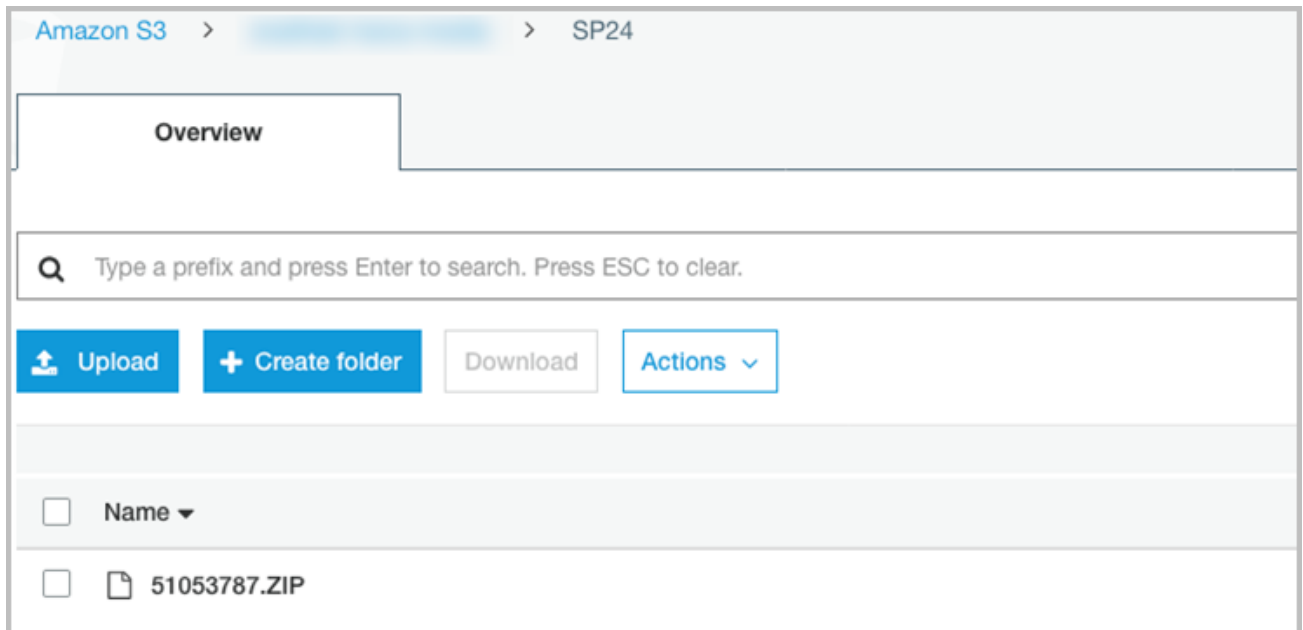 Amazon S3 > > SP24
Overview
Type a prefix and press Enter to search. Press ESC to clear.
Upload + Create folder Download Actions
Name
51053787.ZIP